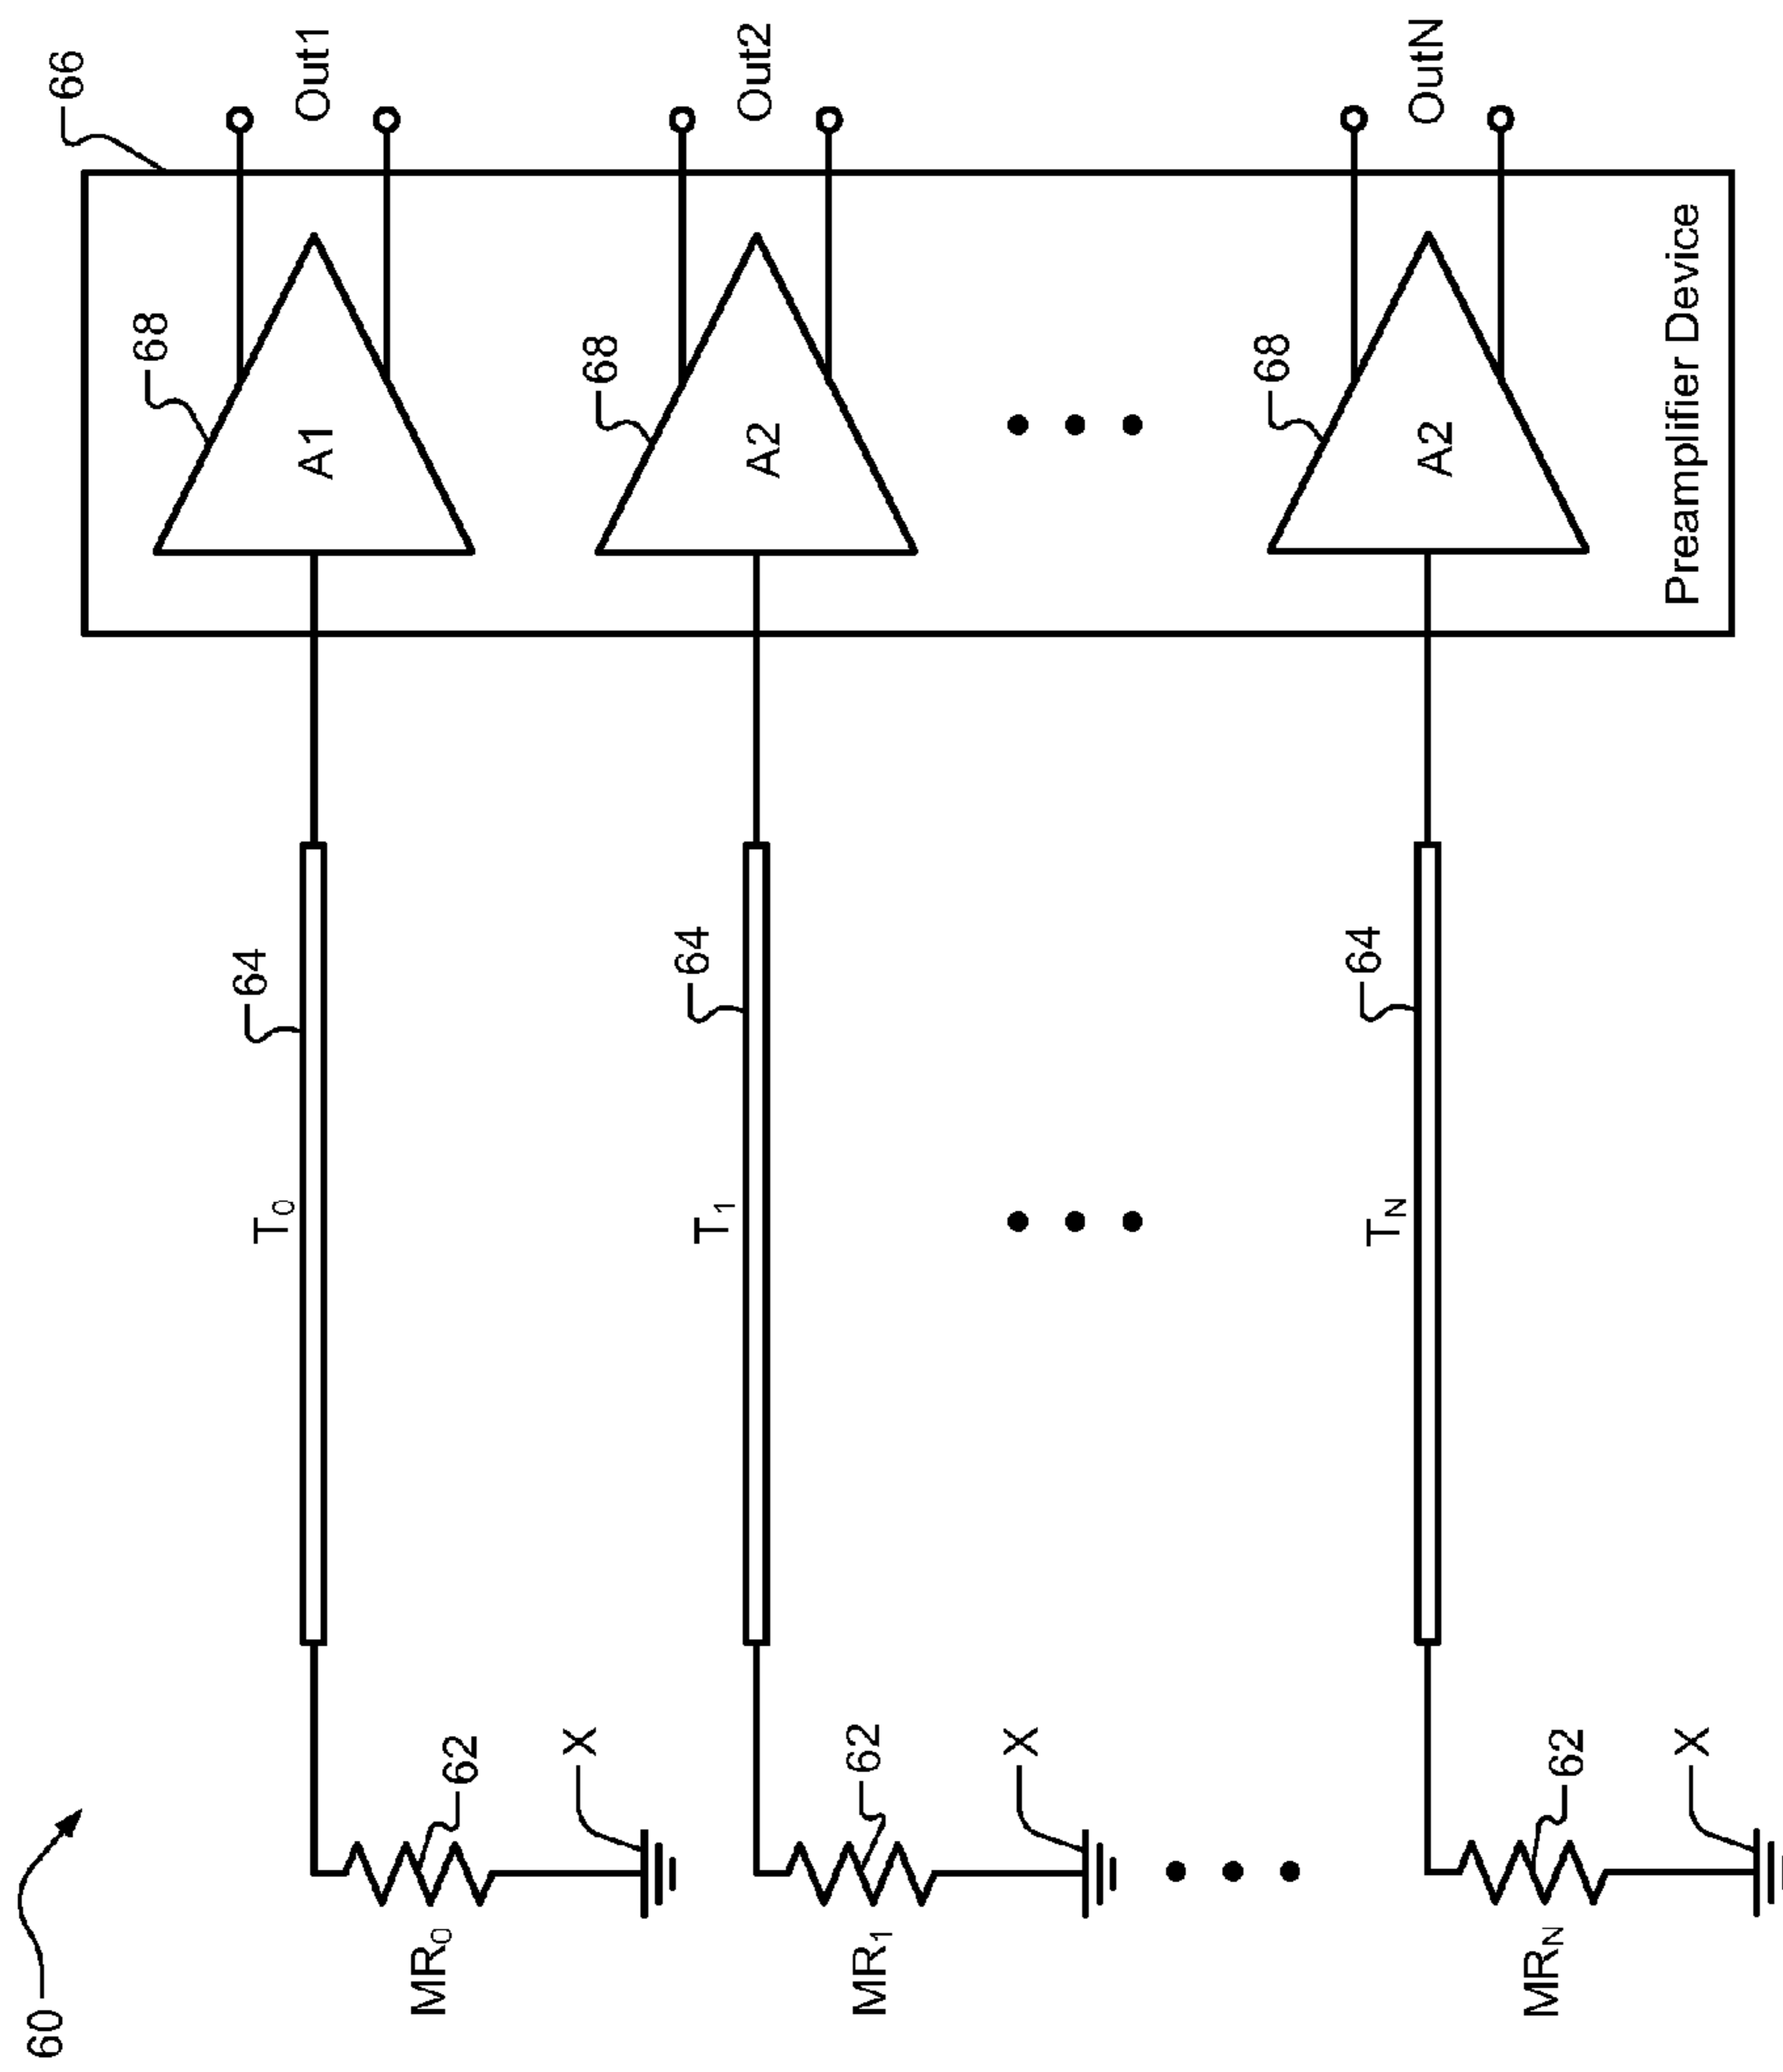 60
66
68
A1
Out1
64
T0
62
MR0
X
68
A2
Out2
64
T1
62
MR1
X
68
A2
OutN
64
TN
62
MRN
X
Preamplifier Device